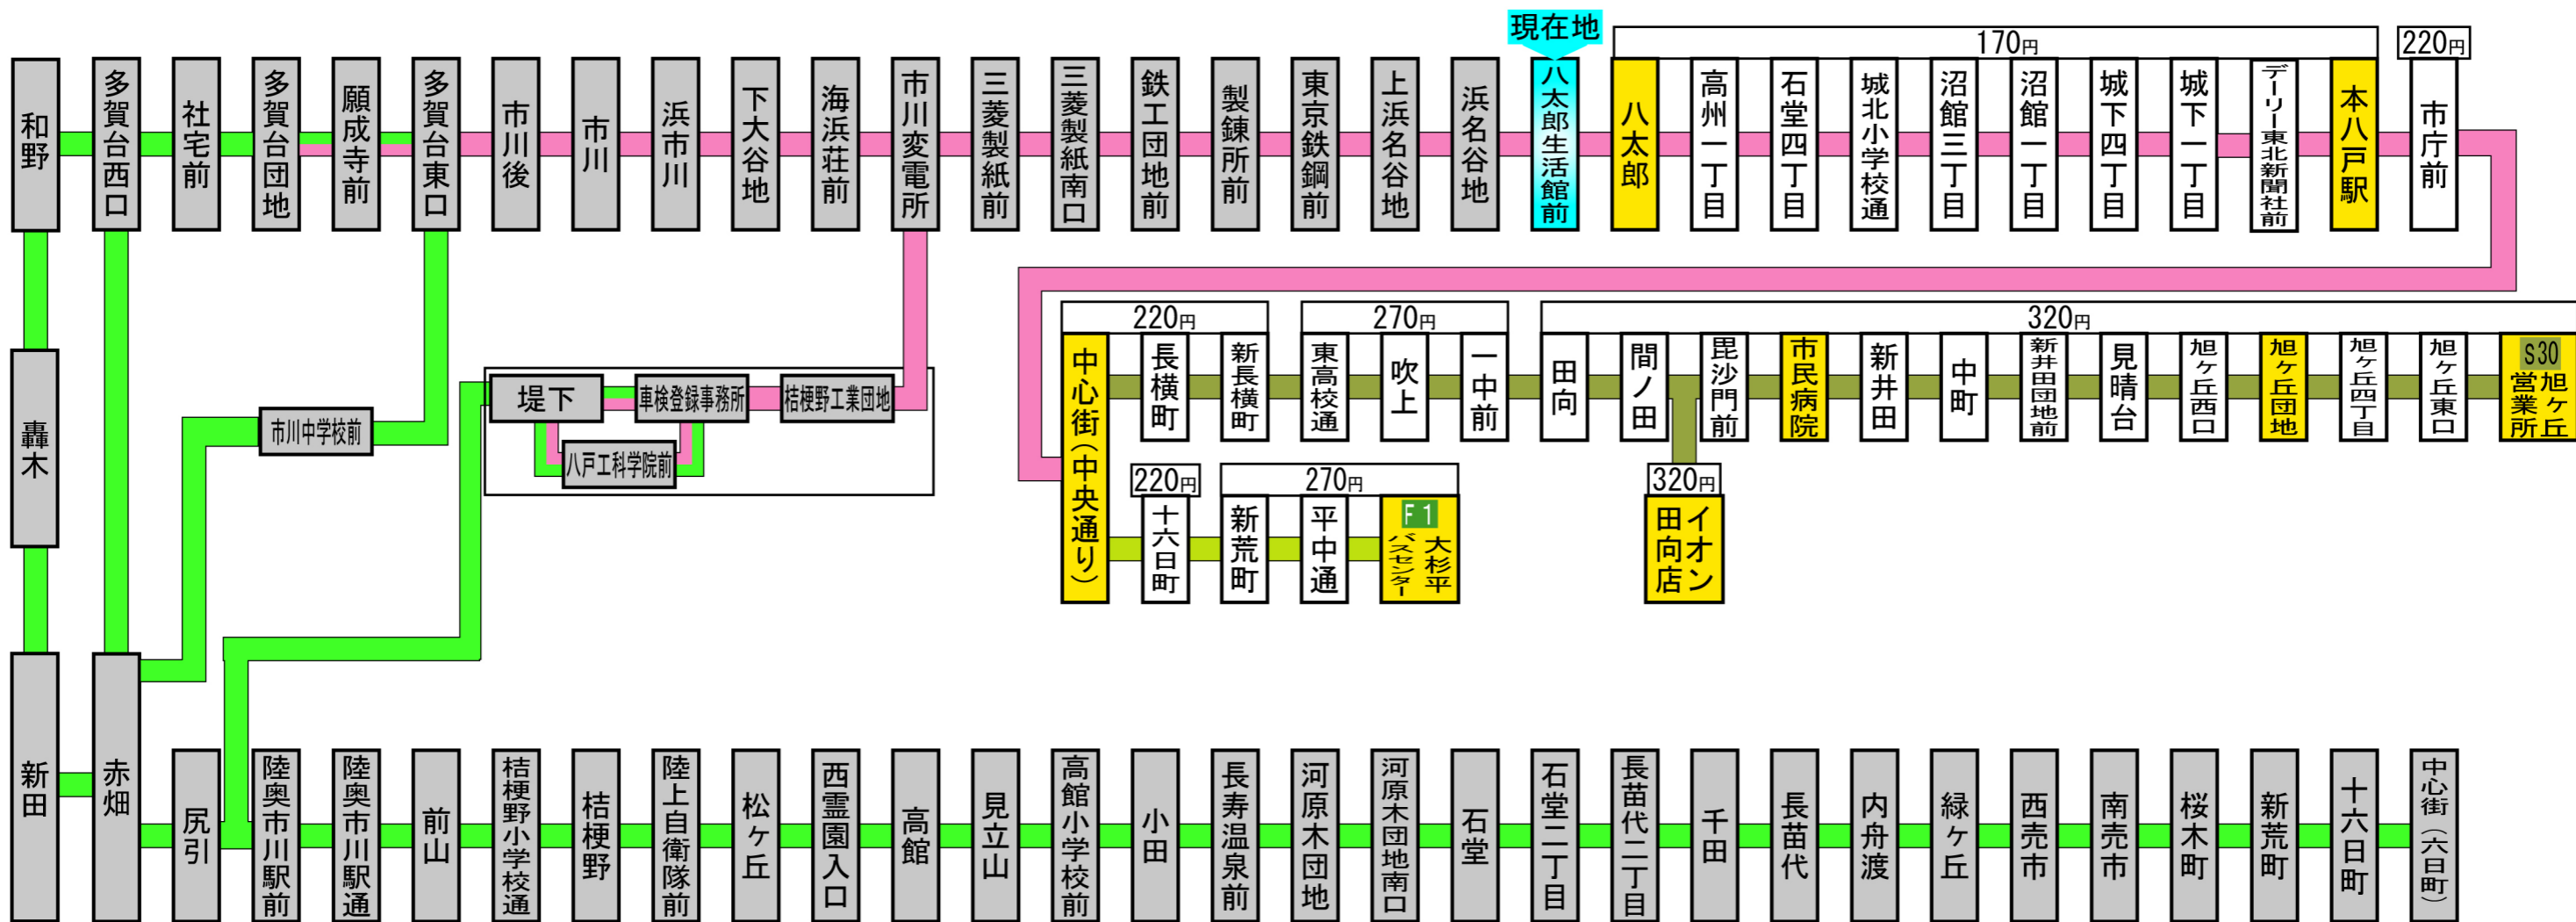 現在地
170円
220円
和野
多賀台西口
社宅前
多賀台団地
願成寺前
多賀台東口
市川後
市川
浜市川
下大谷地
海浜荘前
市川変電所
三菱製紙前
三菱製紙南口
鉄工団地前
製錬所前
東京鉄鋼前
上浜名谷地
浜名谷地
八太郎生活館前
八太郎
高州一丁目
石堂四丁目
城北小学校通
沼館三丁目
沼館一丁目
城下四丁目
城下一丁目
デーリー東北新聞社前
本八戸駅
市庁前
220円
270円
320円
中心街(中央通り)
長横町
新長横町
東高校通
吹上
一中前
田向
間ノ田
毘沙門前
市民病院
新井田
中町
新井田団地前
見晴台
旭ヶ丘西口
旭ヶ丘団地
旭ヶ丘四丁目
旭ヶ丘東口
S30
旭ヶ丘
営業所
轟木
堤下
車検登録事務所
桔梗野工業団地
市川中学校前
八戸工科学院前
220円
270円
320円
十六日町
新荒町
平中通
F1
大杉平
バスセンター
イオン
田向店
新田
赤畑
尻引
陸奥市川駅前
陸奥市川駅通
前山
桔梗野小学校通
桔梗野
陸上自衛隊前
松ヶ丘
西霊園入口
高館
見立山
高館小学校前
小田
長寿温泉前
河原木団地
河原木団地南口
石堂
石堂二丁目
長苗代二丁目
千田
長苗代
内舟渡
緑ヶ丘
西売市
南売市
桜木町
新荒町
十六日町
中心街(六日町)